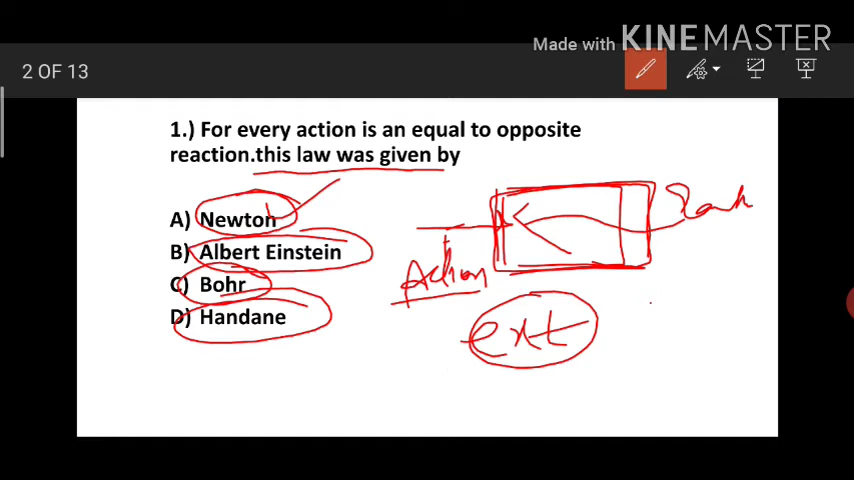 Made with KINEMASTER
2 OF 13
1.) For every action is an equal to opposite
reaction.this law was given by
A) Newton
B) Albert Einstein
C) Bohr
D) Handane
Action
ext